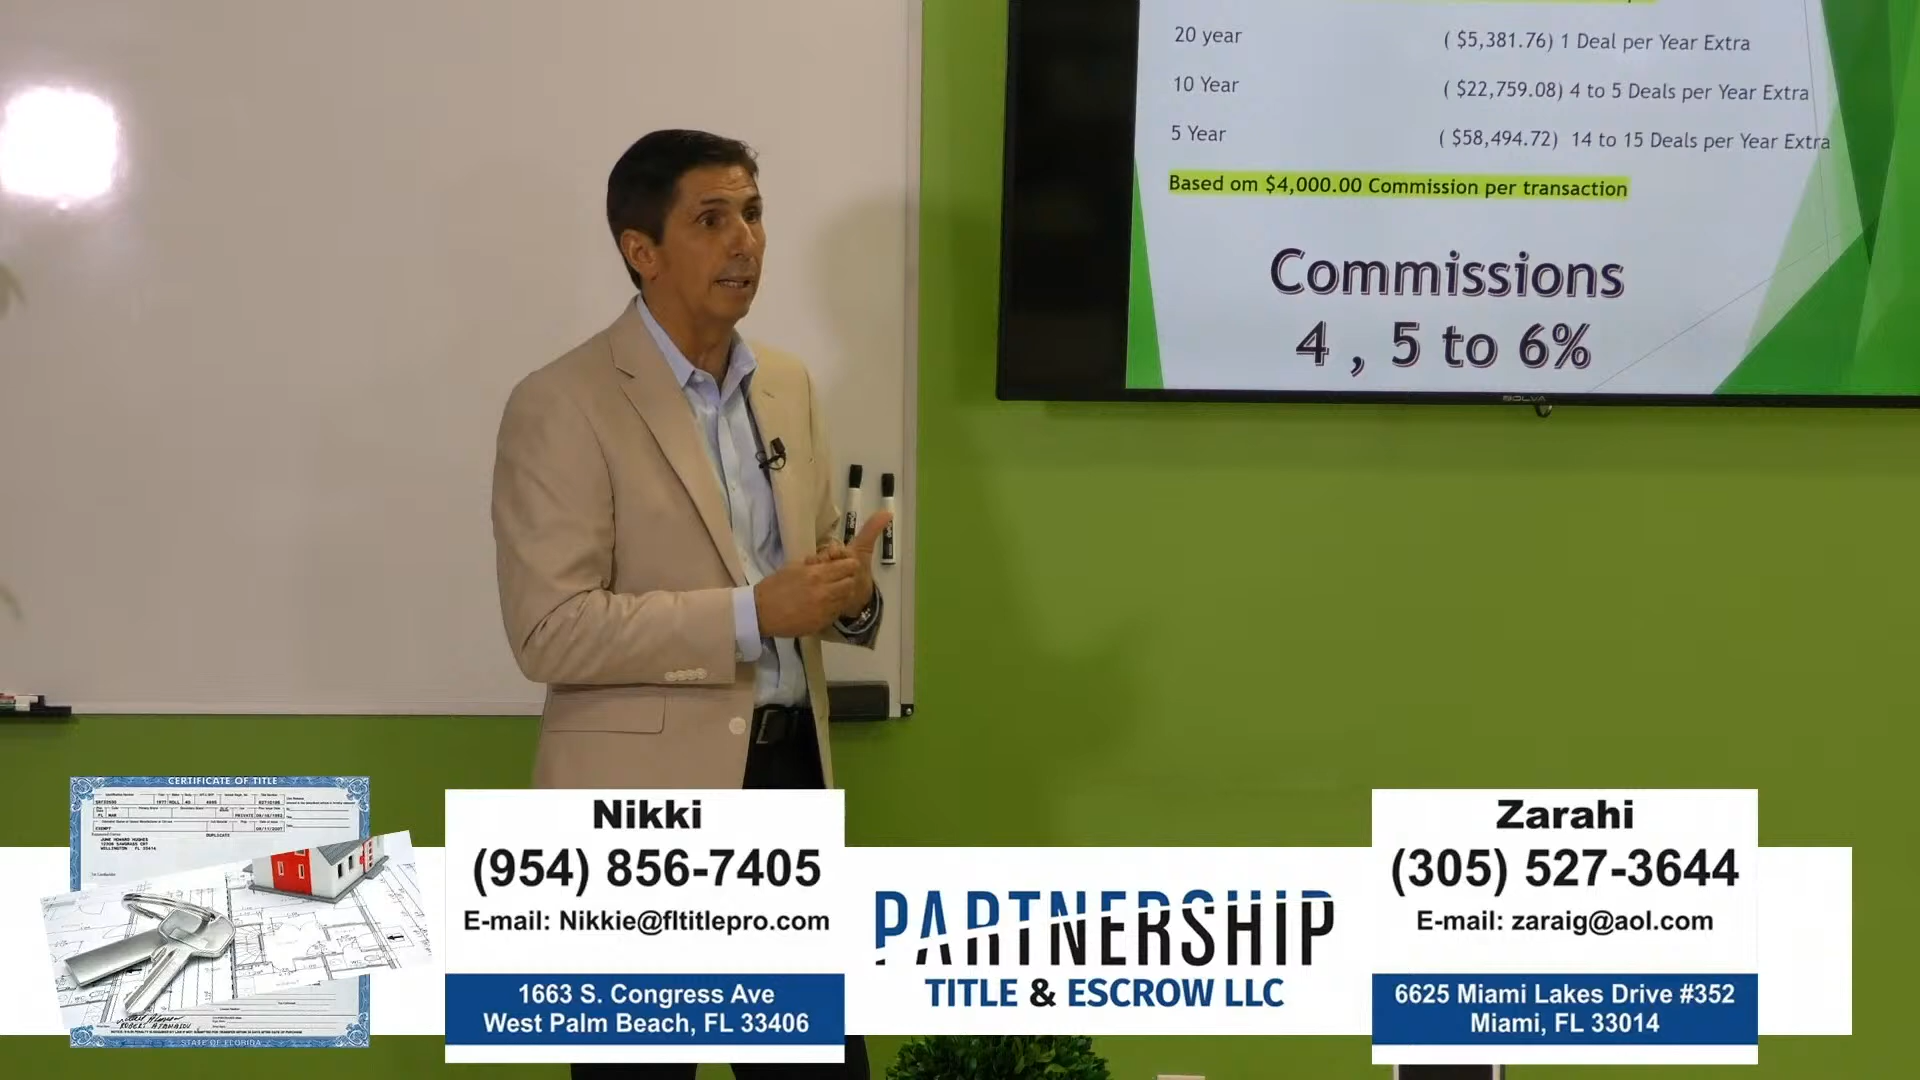 20 year ( $5,381.76) 1 Deal per Year Extra
10 Year ( $22,759.08) 4 to 5 Deals per Year Extra
5 Year ( $58,494.72) 14 to 15 Deals per Year Extra
Based om $4,000.00 Commission per transaction
Commissions
4 , 5 to 6%
SOLVA
CERTIFICATE OF TITLE
STATE OF FLORIDA
Nikki
(954) 856-7405
E-mail: Nikkie@fltitlepro.com
1663 S. Congress Ave
West Palm Beach, FL 33406
PARTNERSHIP
TITLE & ESCROW LLC
Zarahi
(305) 527-3644
E-mail: zaraig@aol.com
6625 Miami Lakes Drive #352
Miami, FL 33014